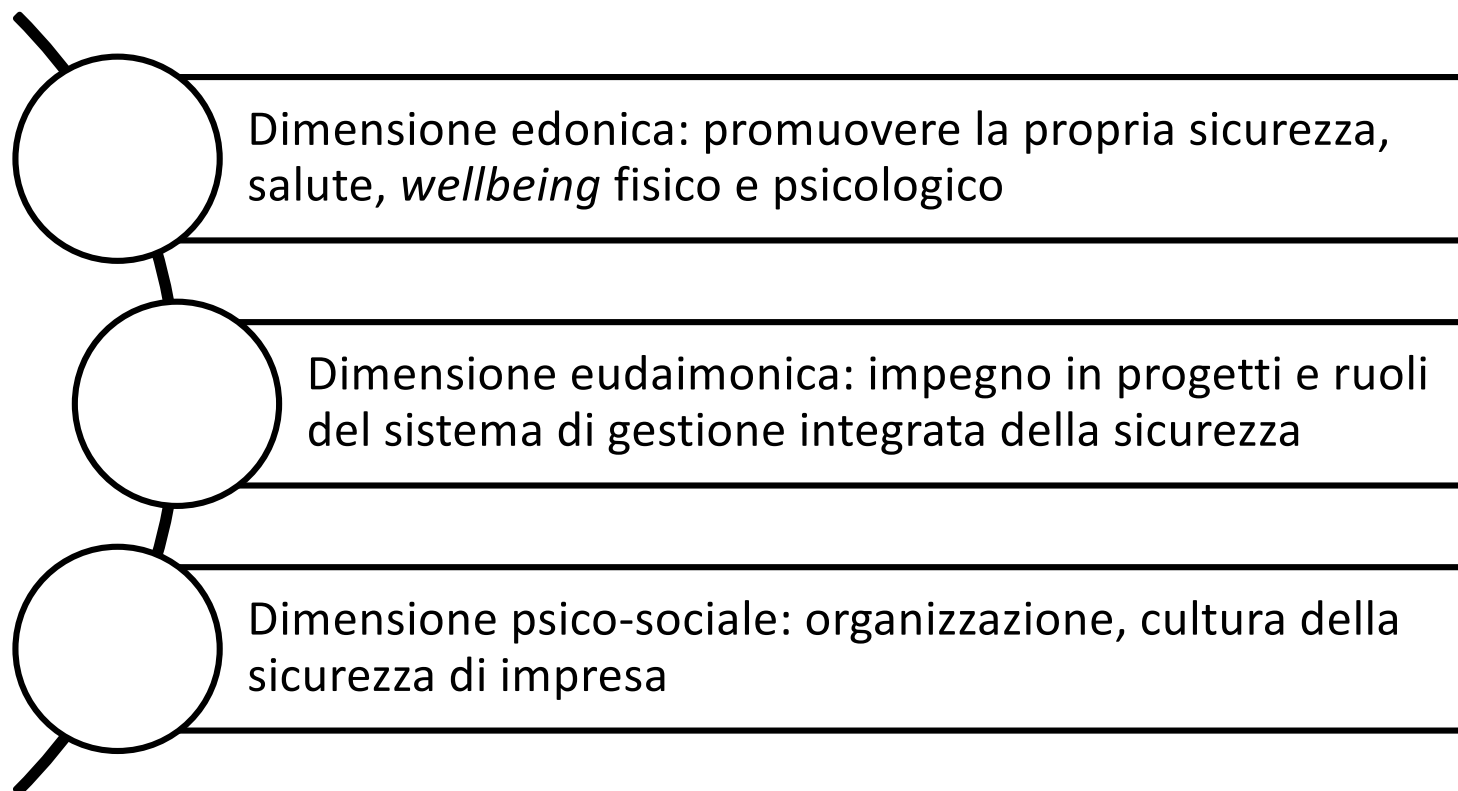 Dimensione edonica: promuovere la propria sicurezza,
salute, wellbeing fisico e psicologico
Dimensione eudaimonica: impegno in progetti e ruoli
del sistema di gestione integrata della sicurezza
Dimensione psico-sociale: organizzazione, cultura della
sicurezza di impresa